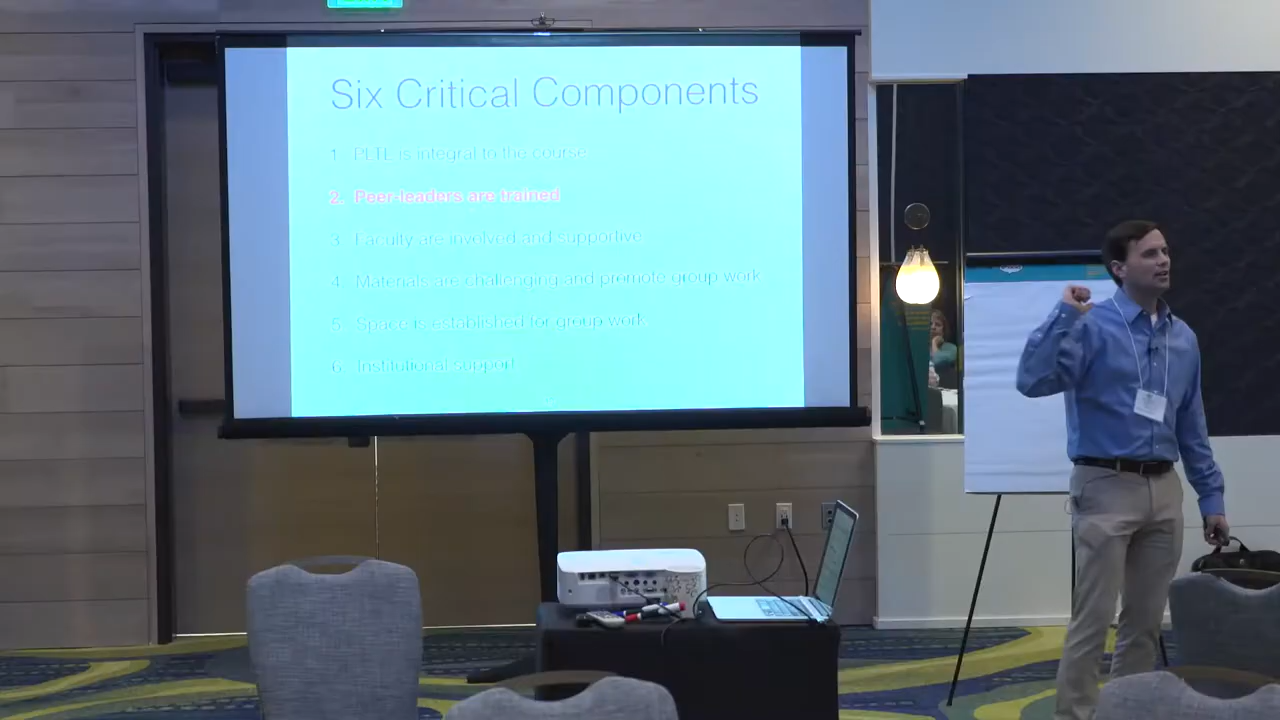 Six Critical Components
1. PLTL is integral to the course
2. Peer-leaders are trained
3. Faculty are involved and supportive
4. Materials are challenging and promote group work
5. Space is established for group work
6. Institutional support